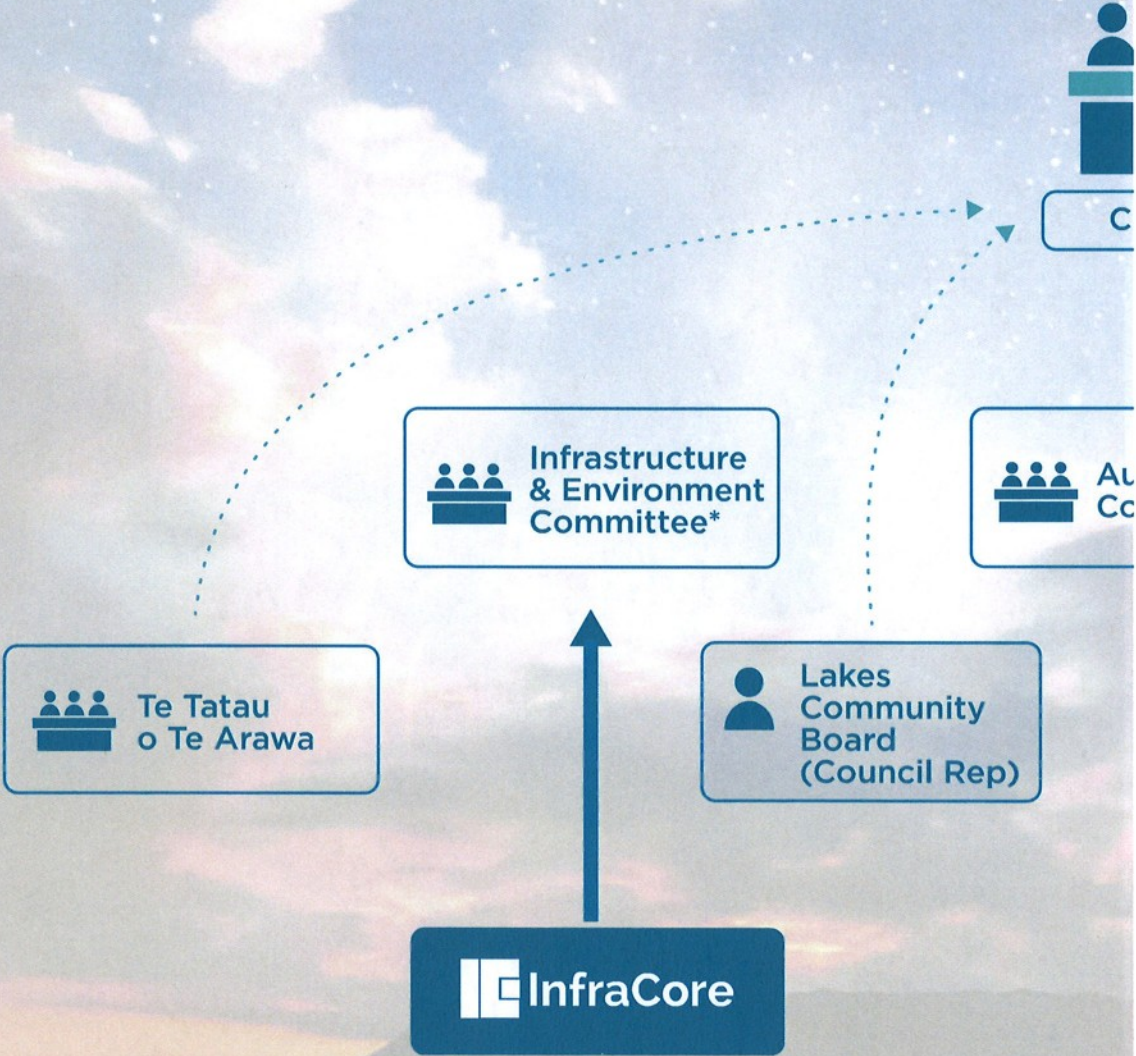 Infrastructure
& Environment
Committee*
Te Tatau
o Te Arawa
Lakes
Community
Board
(Council Rep)
InfraCore